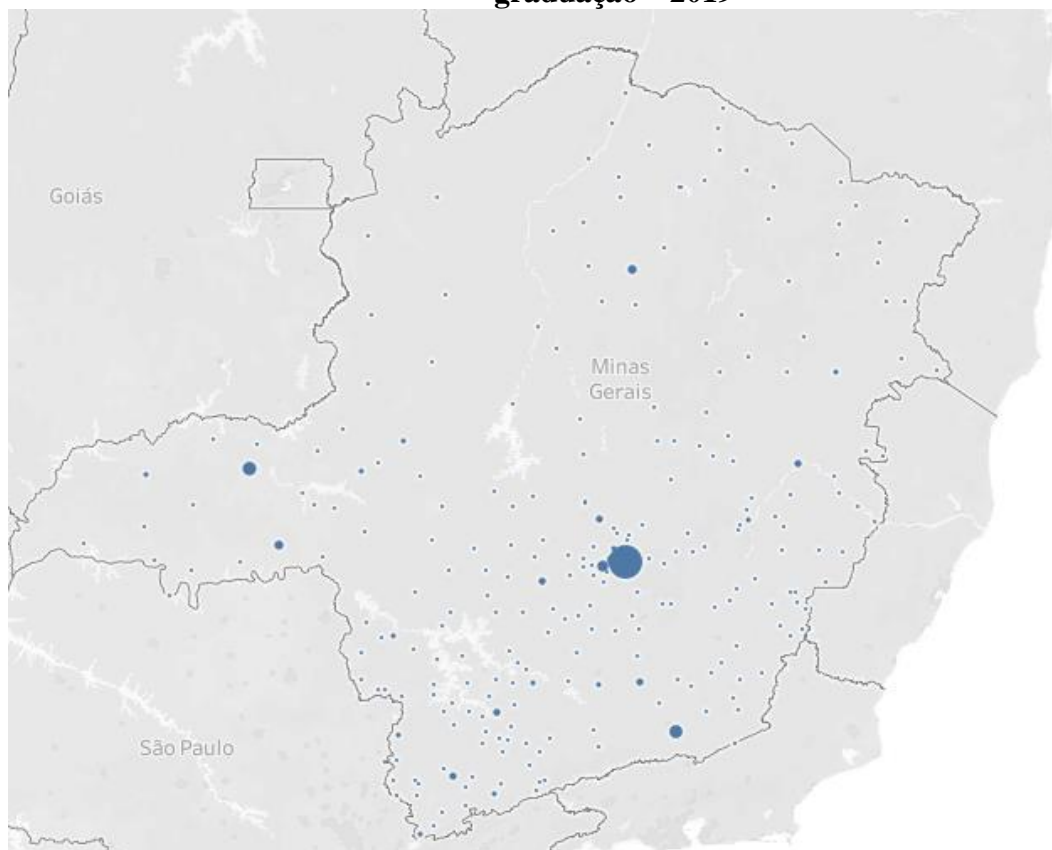 graduação – 2019
Goiás
Minas
Gerais
São Paulo